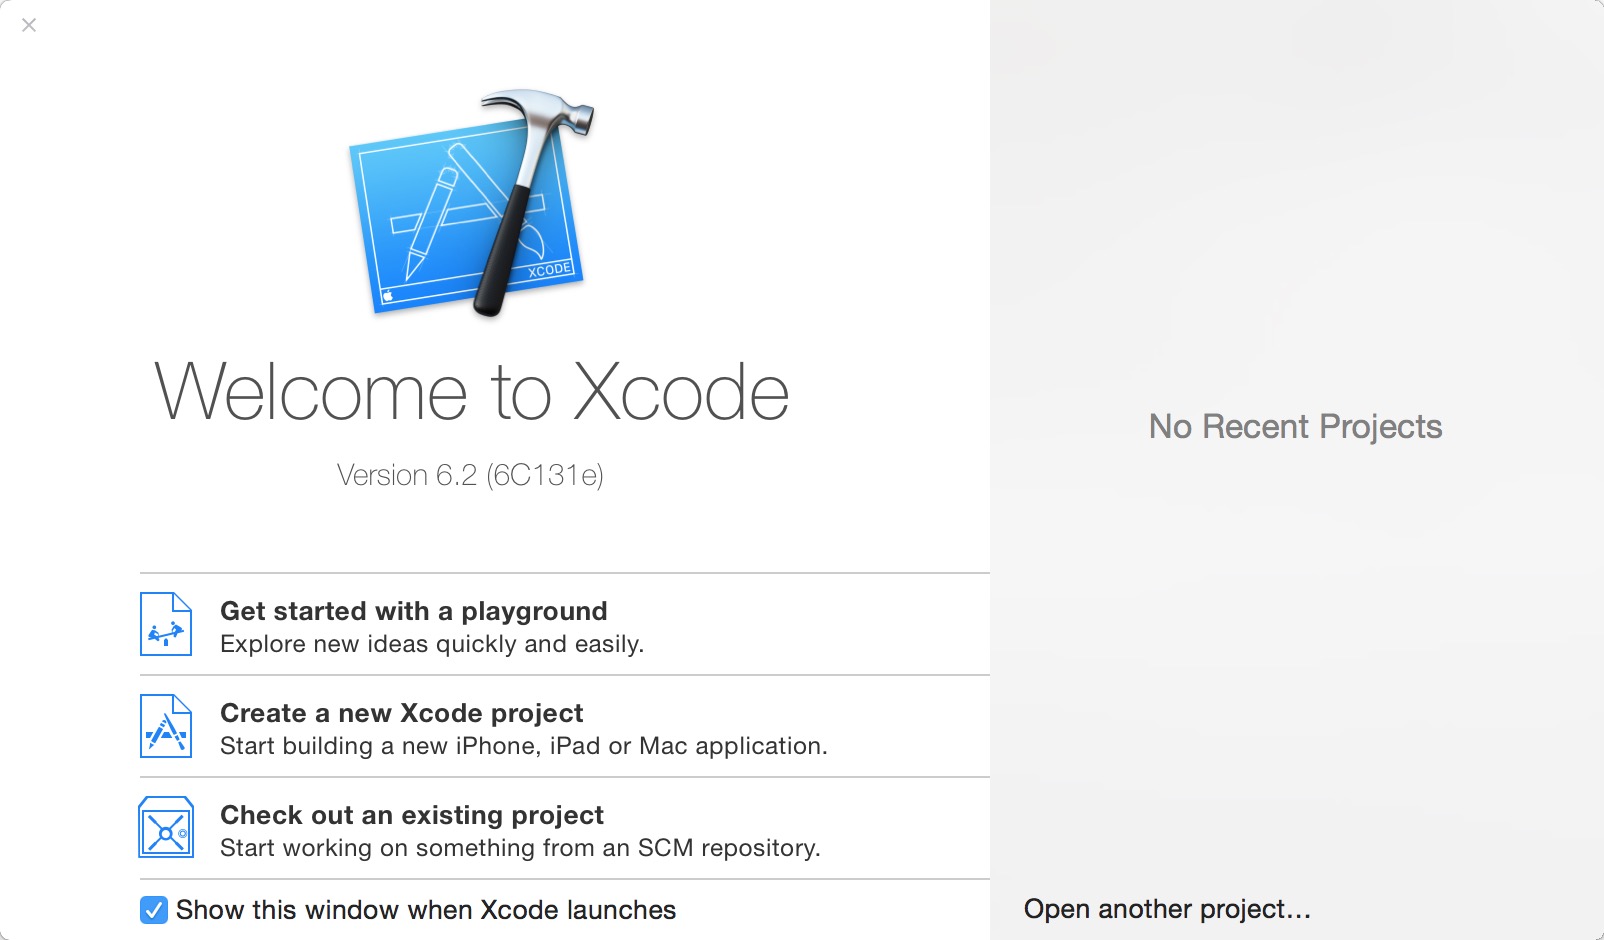 XCODE
Welcome to Xcode
Version 6.2 (6C131e)
Get started with a playground
Explore new ideas quickly and easily.
Create a new Xcode project
Start building a new iPhone, iPad or Mac application.
Check out an existing project
Start working on something from an SCM repository.
Show this window when Xcode launches
No Recent Projects
Open another project...